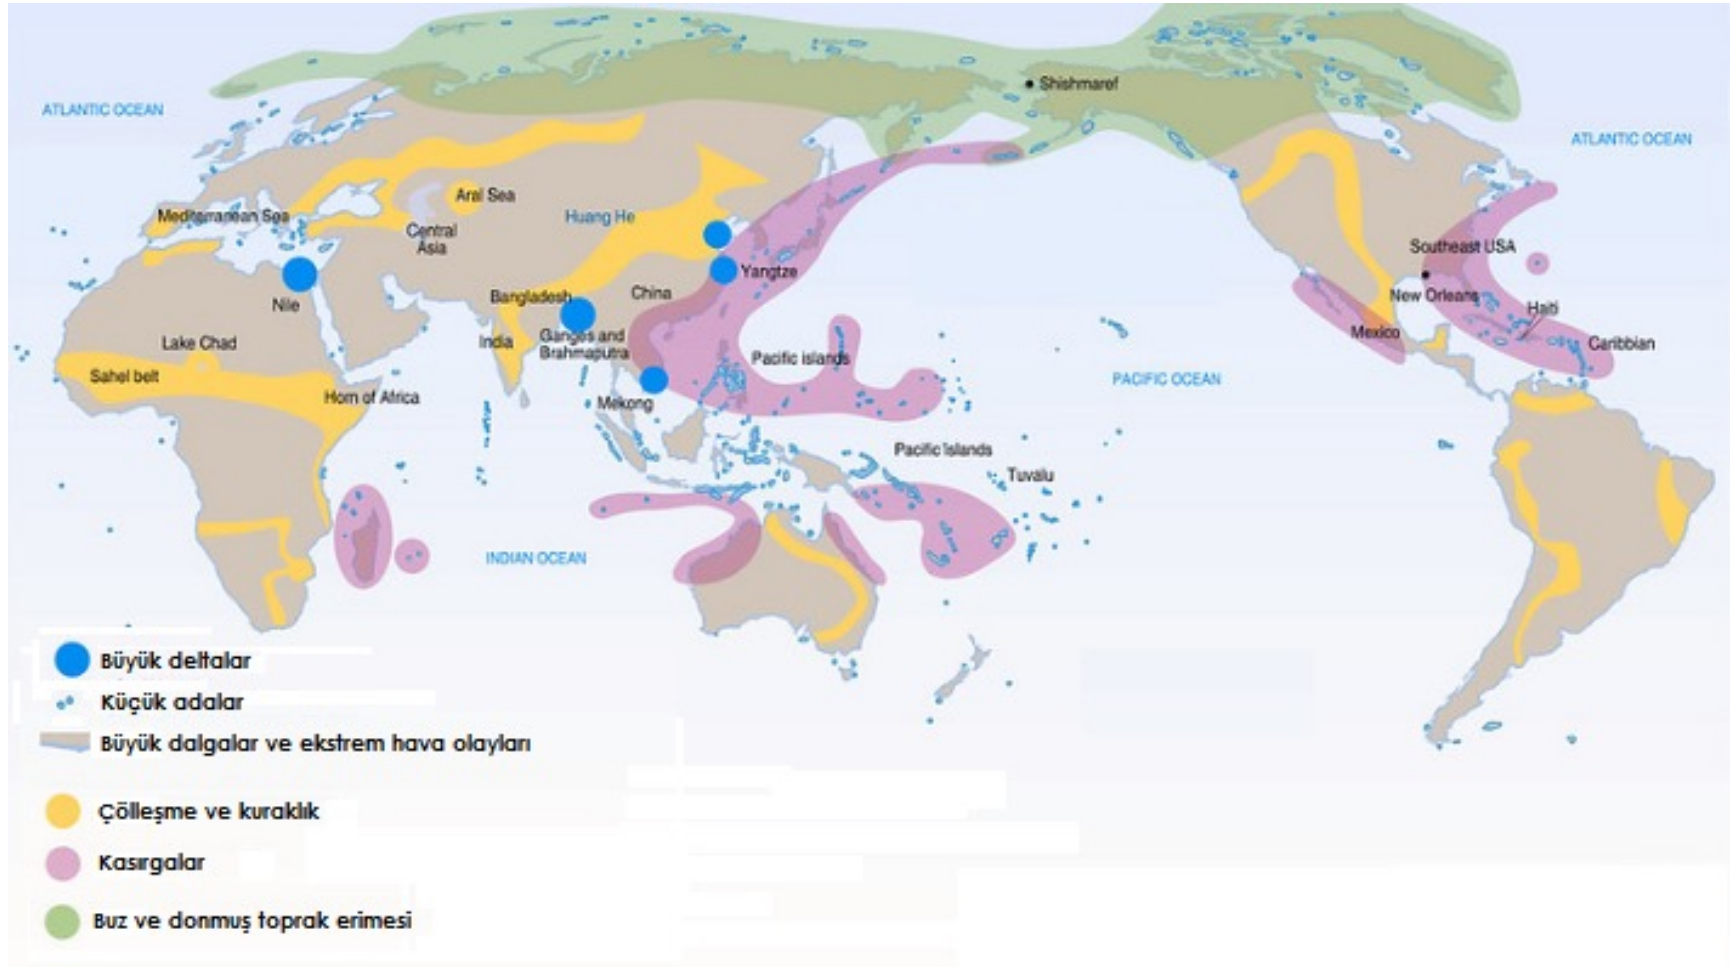 Shishmaref
ATLANTIC OCEAN
ATLANTIC OCEAN
Aral Sea
Mediterranean Sea
Huang He
Central
Asia
Southeast USA
Yangtze
Nile
Bangladesh
China
New Orleans
Haiti
Lake Chad
India
Ganges and
Brahmaputra
Mexico
Caribbean
Pacific islands
Sahel belt
PACIFIC OCEAN
Horn of Africa
Mekong
Pacific Islands
Tuvalu
INDIAN OCEAN
Büyük deltalar
Küçük adalar
Büyük dalgalar ve ekstrem hava olayları
Çölleşme ve kuraklık
Kasırgalar
Buz ve donmuş toprak erimesi